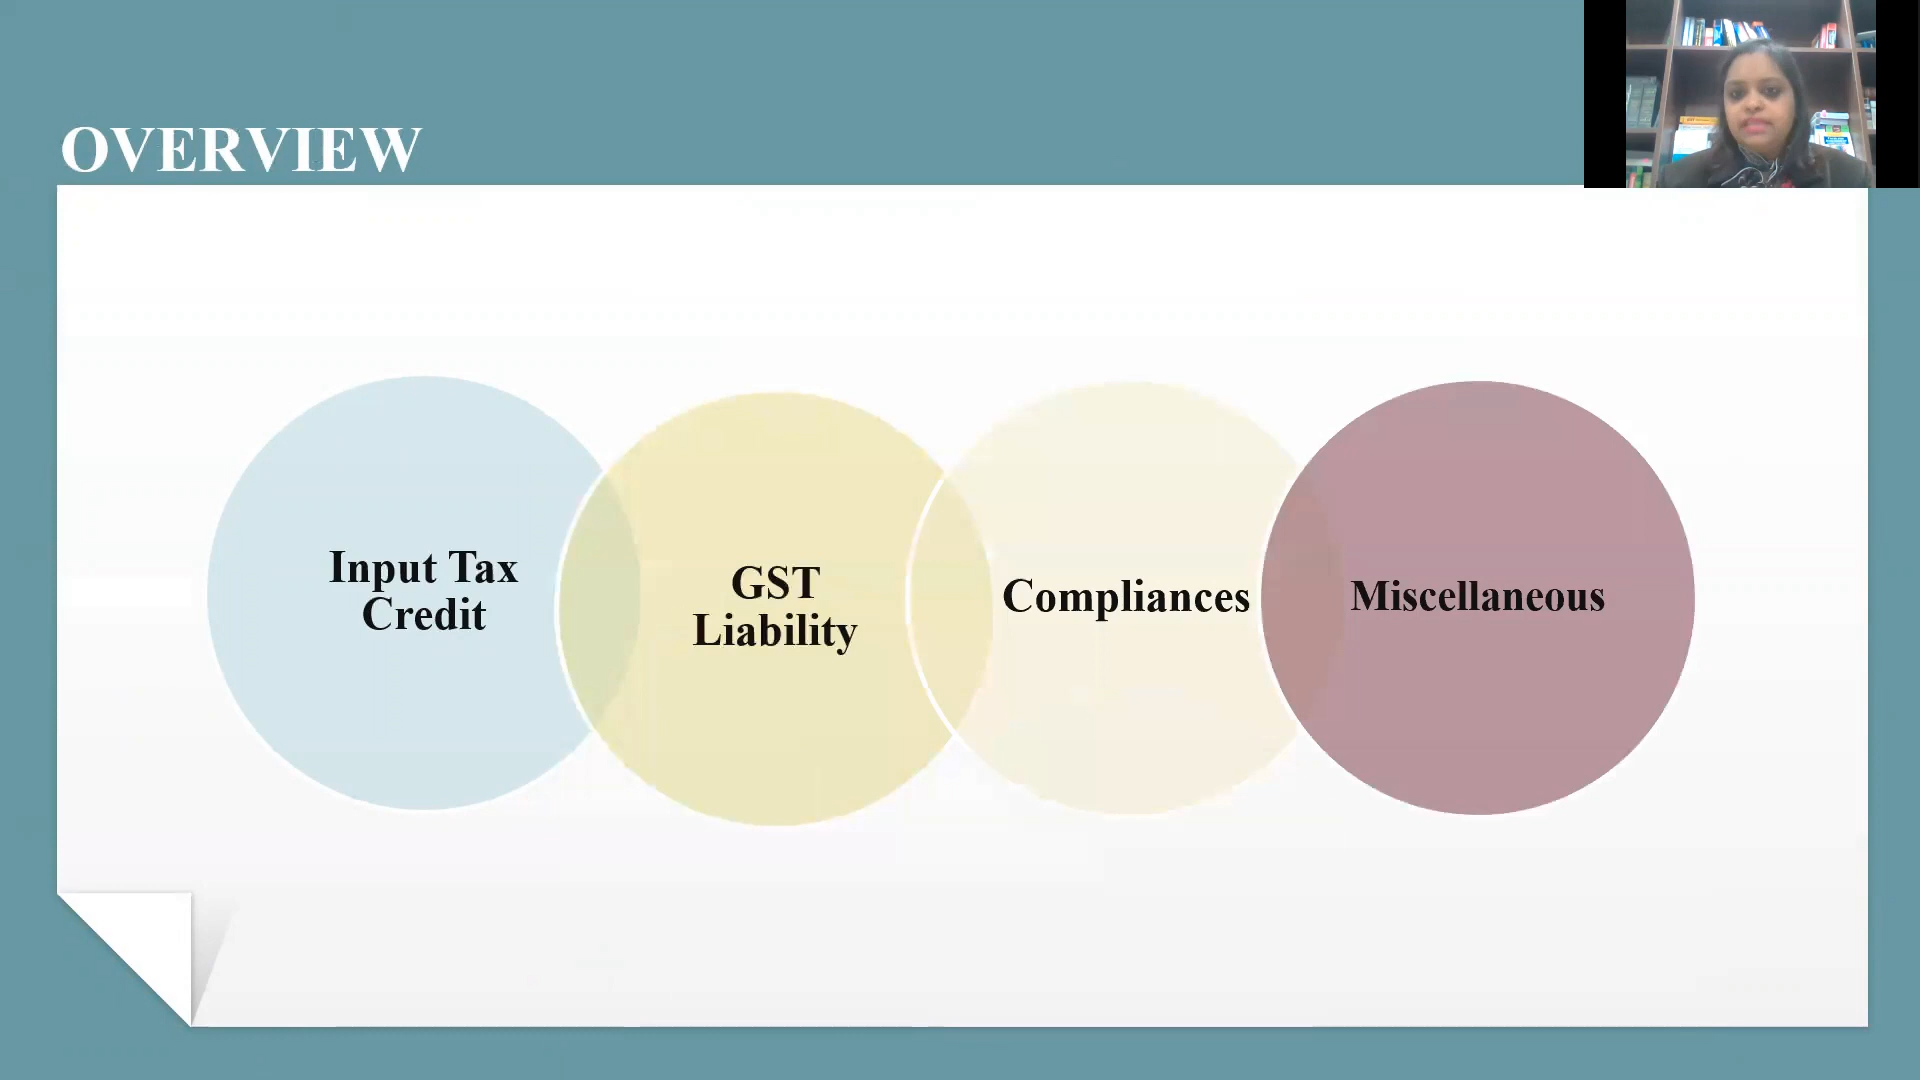 OVERVIEW
Input Tax
Credit
GST
Liability
Compliances
Miscellaneous